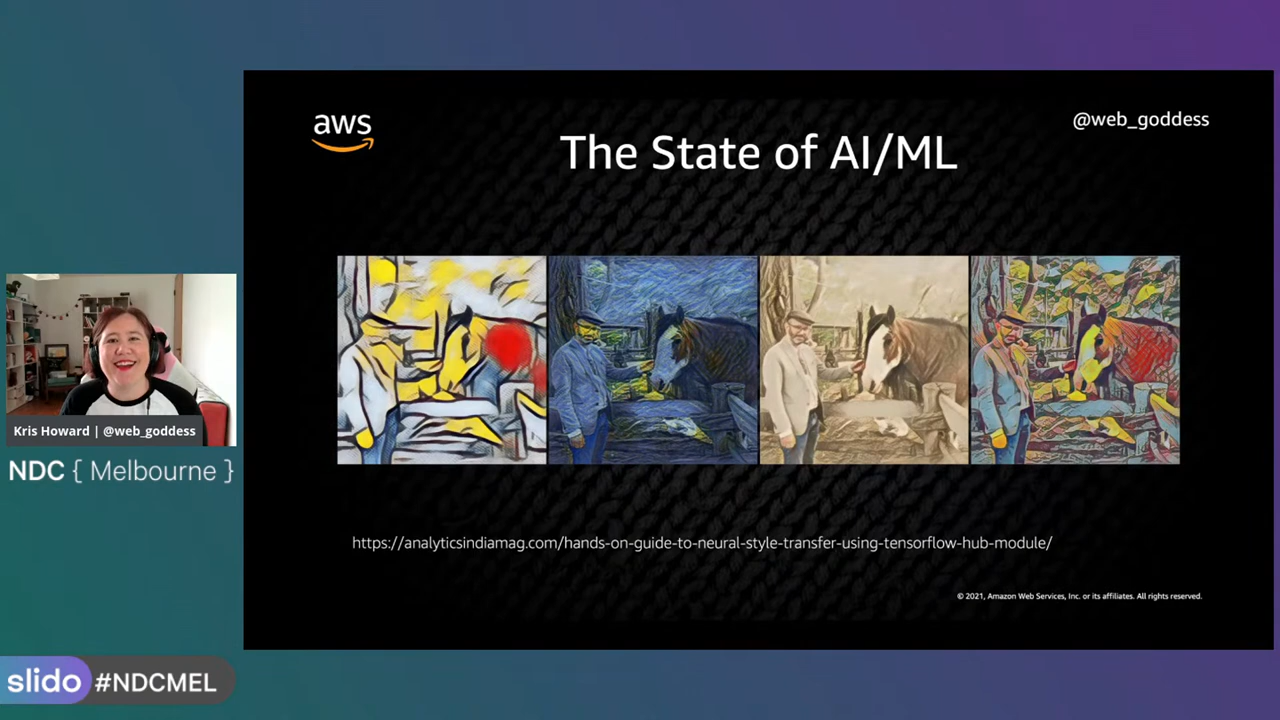 aws
@web_goddess
The State of AI/ML
Kris Howard | @web_goddess
NDC { Melbourne }
https://analyticsindiamag.com/hands-on-guide-to-neural-style-transfer-using-tensorflow-hub-module/
© 2021, Amazon Web Services, Inc. or its affiliates. All rights reserved.
slido #NDCMEL